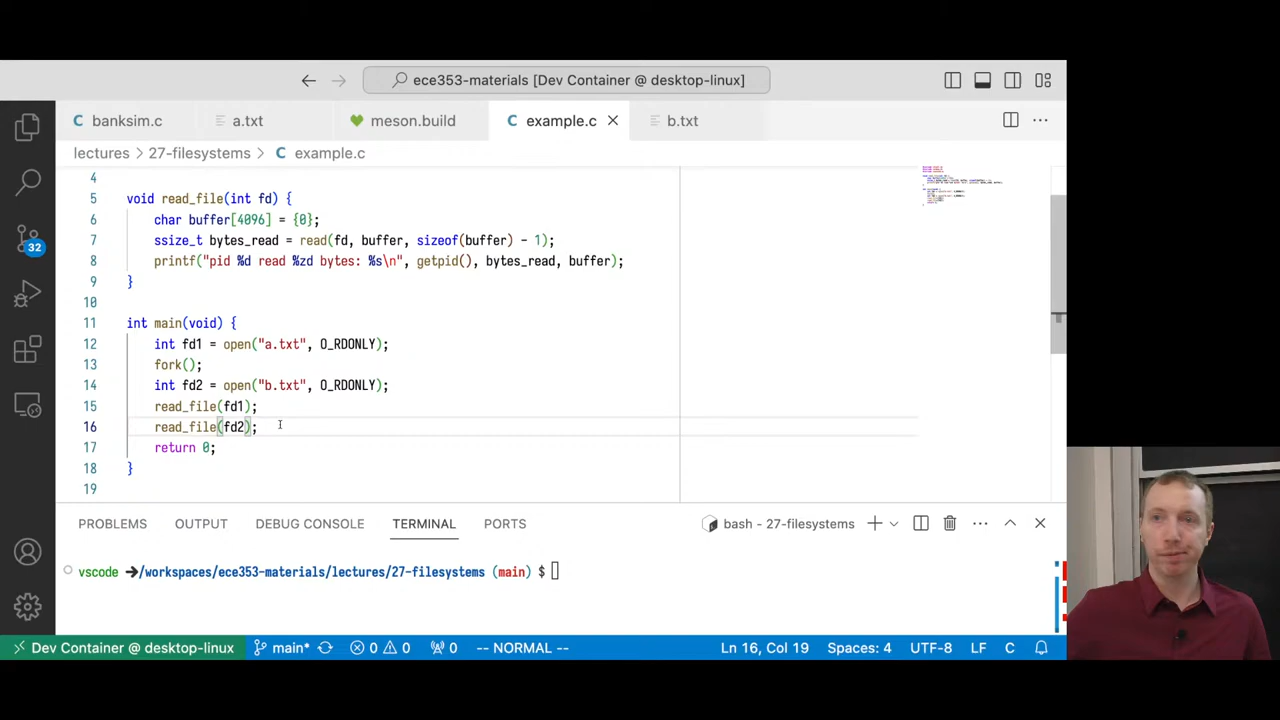 ece353-materials [Dev Container @ desktop-linux]
C banksim.c a.txt meson.build C example.c b.txt
lectures > 27-filesystems > C example.c
4
5 void read_file(int fd) {
6 char buffer[4096] = {0};
7 ssize_t bytes_read = read(fd, buffer, sizeof(buffer) - 1);
8 printf("pid %d read %zd bytes: %s\n", getpid(), bytes_read, buffer);
9 }
10
11 int main(void) {
12 int fd1 = open("a.txt", O_RDONLY);
13 fork();
14 int fd2 = open("b.txt", O_RDONLY);
15 read_file(fd1);
16 read_file(fd2);
17 return 0;
18 }
19
32
PROBLEMS OUTPUT DEBUG CONSOLE TERMINAL PORTS bash - 27-filesystems
vscode ➜/workspaces/ece353-materials/lectures/27-filesystems (main) $
Dev Container @ desktop-linux main* 0 0 0 -- NORMAL -- Ln 16, Col 19 Spaces: 4 UTF-8 LF C